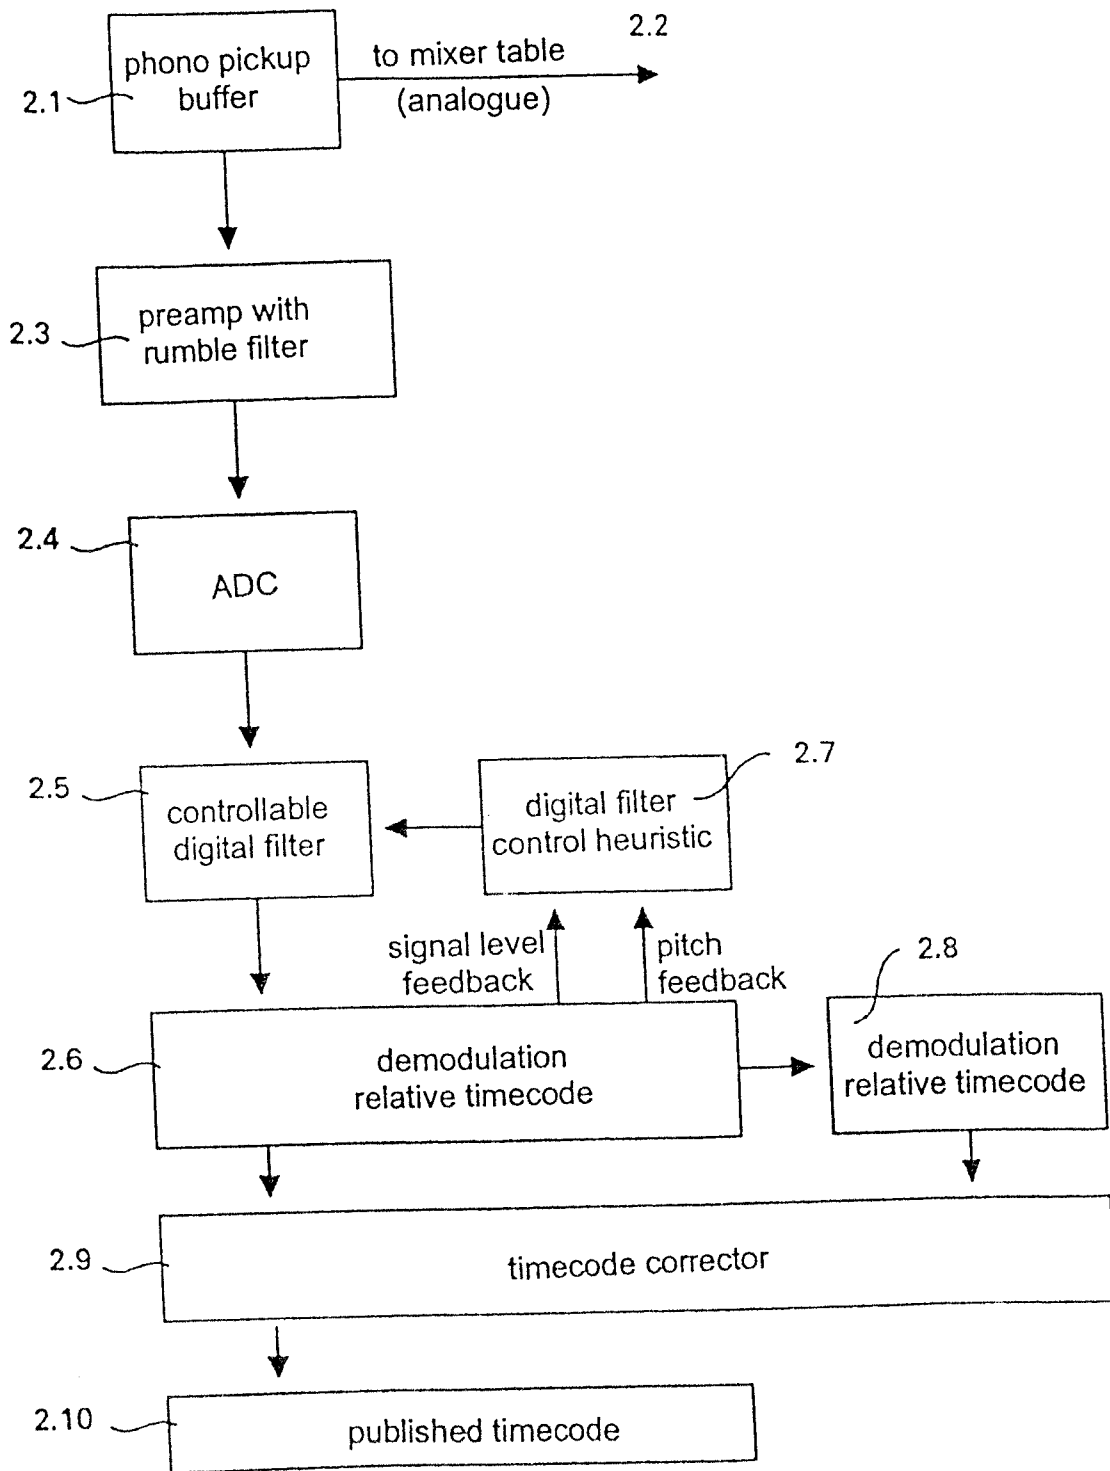 2.2
phono pickup
buffer
to mixer table
(analogue)
2.1
preamp with
rumble filter
2.3
2.4
ADC
2.5
controllable
digital filter
digital filter
control heuristic
2.7
signal level
feedback
pitch
feedback
2.8
2.6
demodulation
relative timecode
demodulation
relative timecode
2.9
timecode corrector
2.10
published timecode